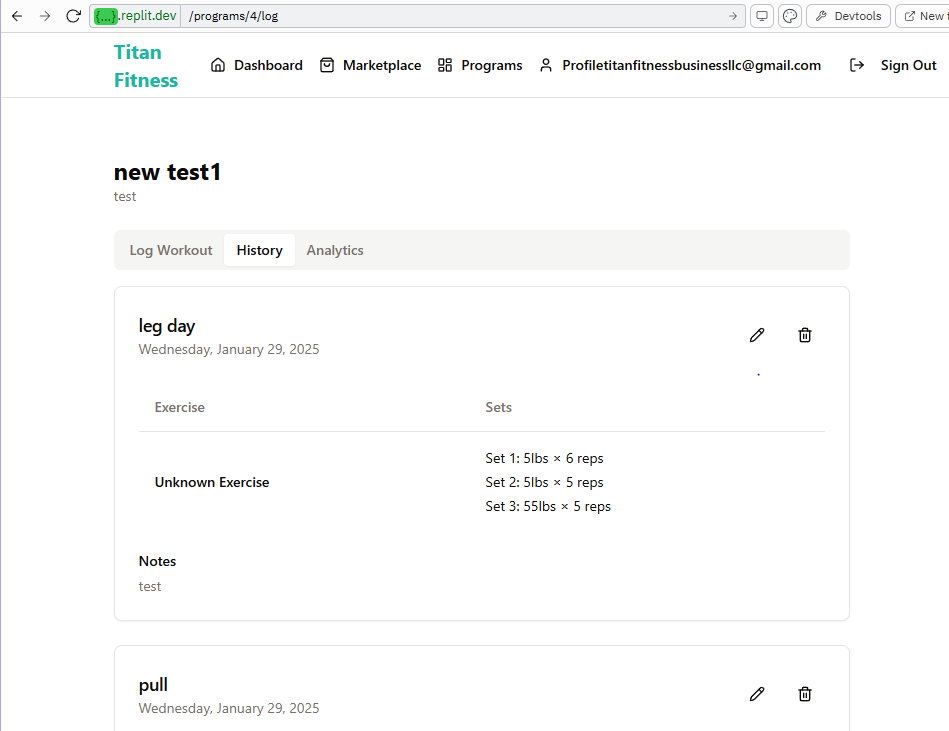 {...}.replit.dev /programs/4/log Devtools New
Titan Fitness Dashboard Marketplace Programs Profiletitanfitnessbusinessllc@gmail.com Sign Out
new test1
test
Log Workout History Analytics
leg day
Wednesday, January 29, 2025
Exercise Sets
Unknown Exercise
Set 1: 5lbs × 6 reps
Set 2: 5lbs × 5 reps
Set 3: 55lbs × 5 reps
Notes
test
pull
Wednesday, January 29, 2025